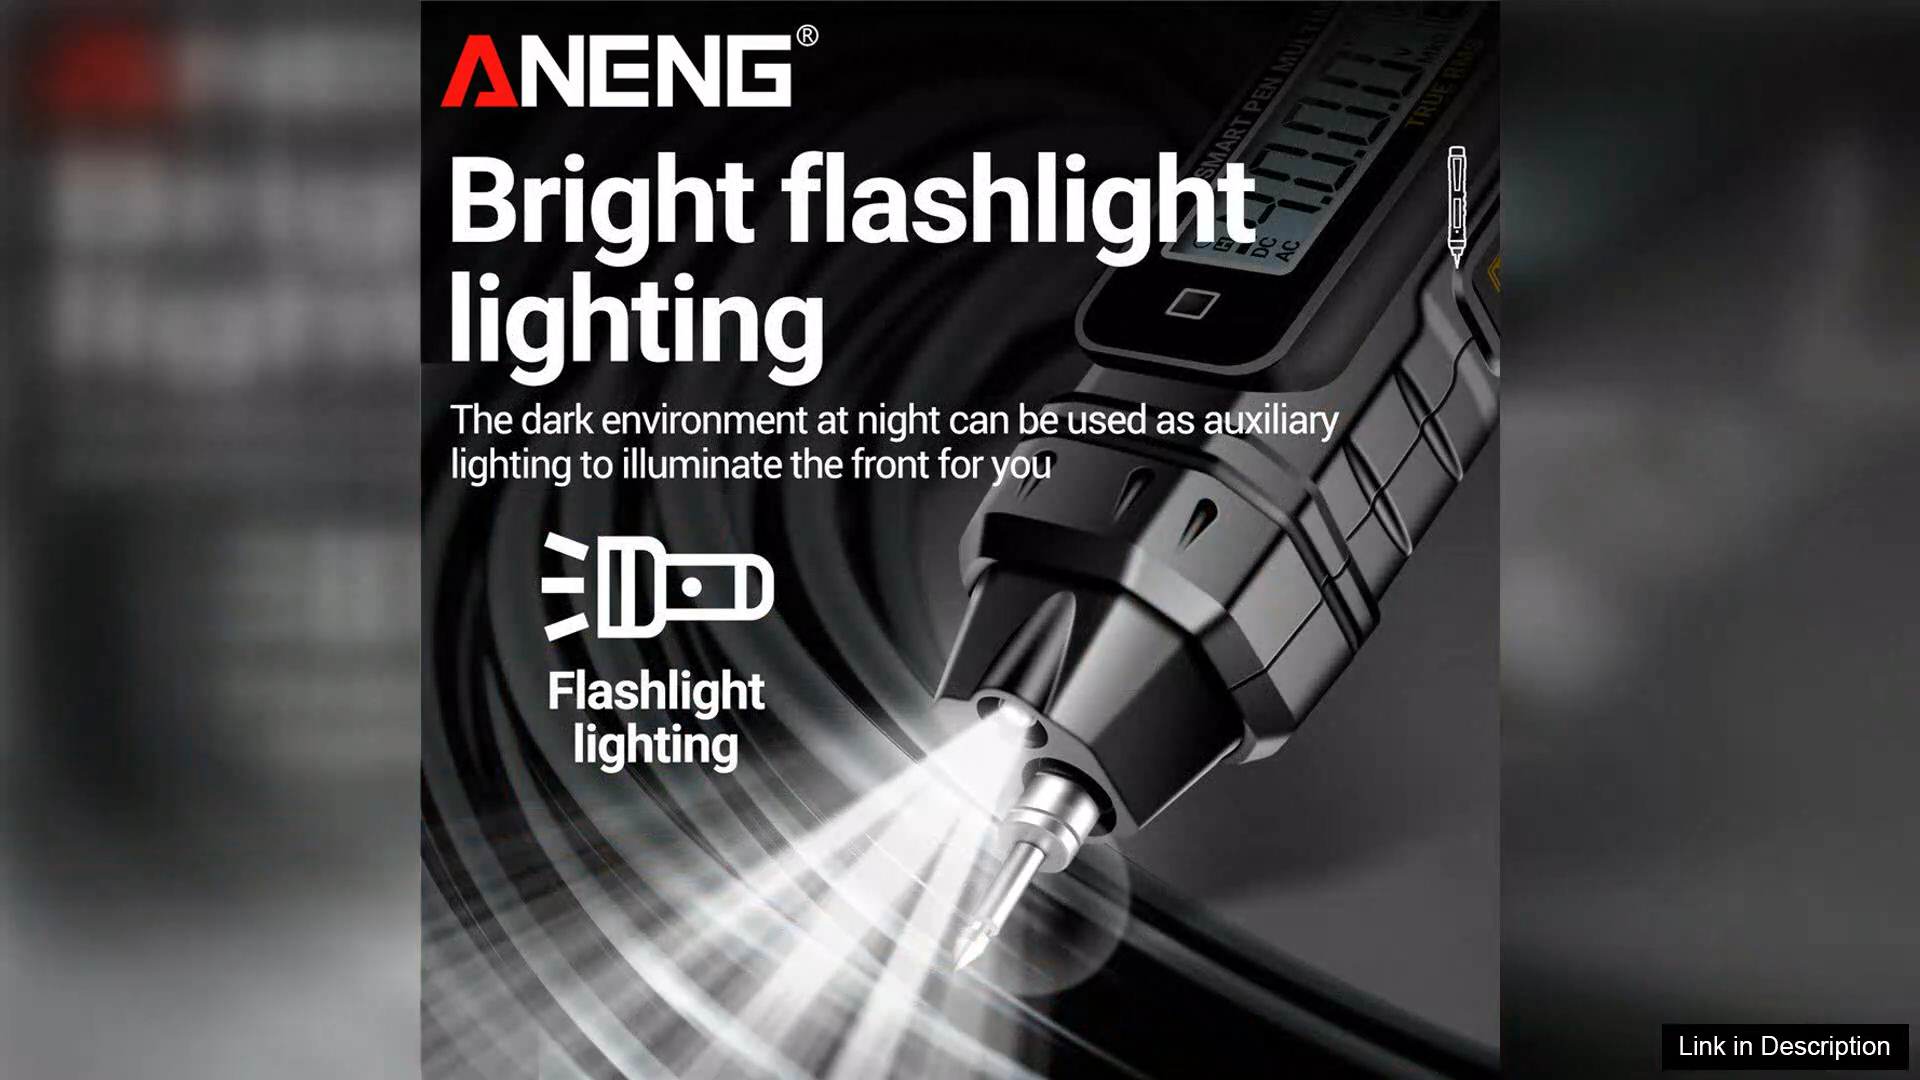 ANENG®
SMART PEN
TRUE RMS
Bright flashlight
DC
AC
lighting
The dark environment at night can be used as auxiliary
lighting to illuminate the front for you
Flashlight
lighting
Link in Description